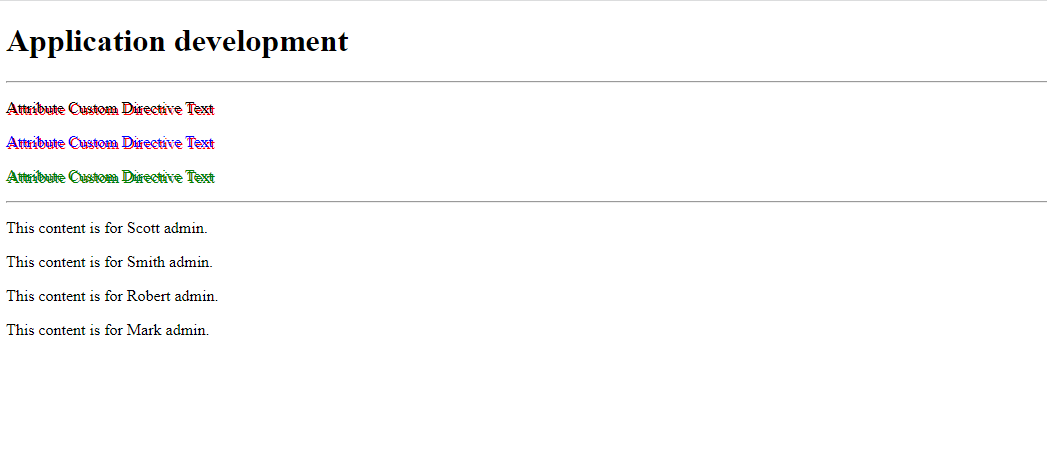 Application development
Attribute Custom Directive Text
Attribute Custom Directive Text
Attribute Custom Directive Text
This content is for Scott admin.
This content is for Smith admin.
This content is for Robert admin.
This content is for Mark admin.